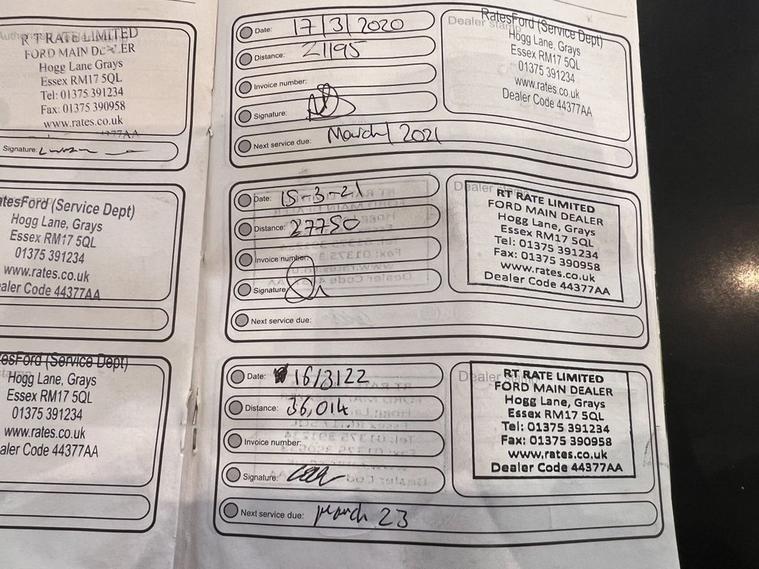 R T RATE LIMITED
FORD MAIN DEALER
Hogg Lane Grays
Essex RM17 5QL
Tel: 01375 391234
Fax: 01375 390958
www.rates.co.uk
44377AA
Signature:
atesFord (Service Dept)
Hogg Lane, Grays
Essex RM17 5QL
01375 391234
www.rates.co.uk
aler Code 44377AA
esFord (Service Dept)
Hogg Lane, Grays
Essex RM17 5QL
01375 391234
www.rates.co.uk
aler Code 44377AA
Date: 17/3/2020
Distance: 21195
Invoice number:
Signature:
Next service due: March/2021
Dealer
RatesFord (Service Dept)
Hogg Lane, Grays
Essex RM17 5QL
01375 391234
www.rates.co.uk
Dealer Code 44377AA
Date: 15-3-21
Distance: 27750
Invoice number:
Signature:
Next service due:
Dealer
RT RATE LIMITED
FORD MAIN DEALER
Hogg Lane, Grays
Essex RM17 5QL
Tel: 01375 391234
Fax: 01375 390958
www.rates.co.uk
Dealer Code 44377AA
Date: 16/3/22
Distance: 36,014
Invoice number:
Signature:
Next service due: March 23
Dealer
RT RATE LIMITED
FORD MAIN DEALER
Hogg Lane, Grays
Essex RM17 5QL
Tel: 01375 391234
Fax: 01375 390958
www.rates.co.uk
Dealer Code 44377AA